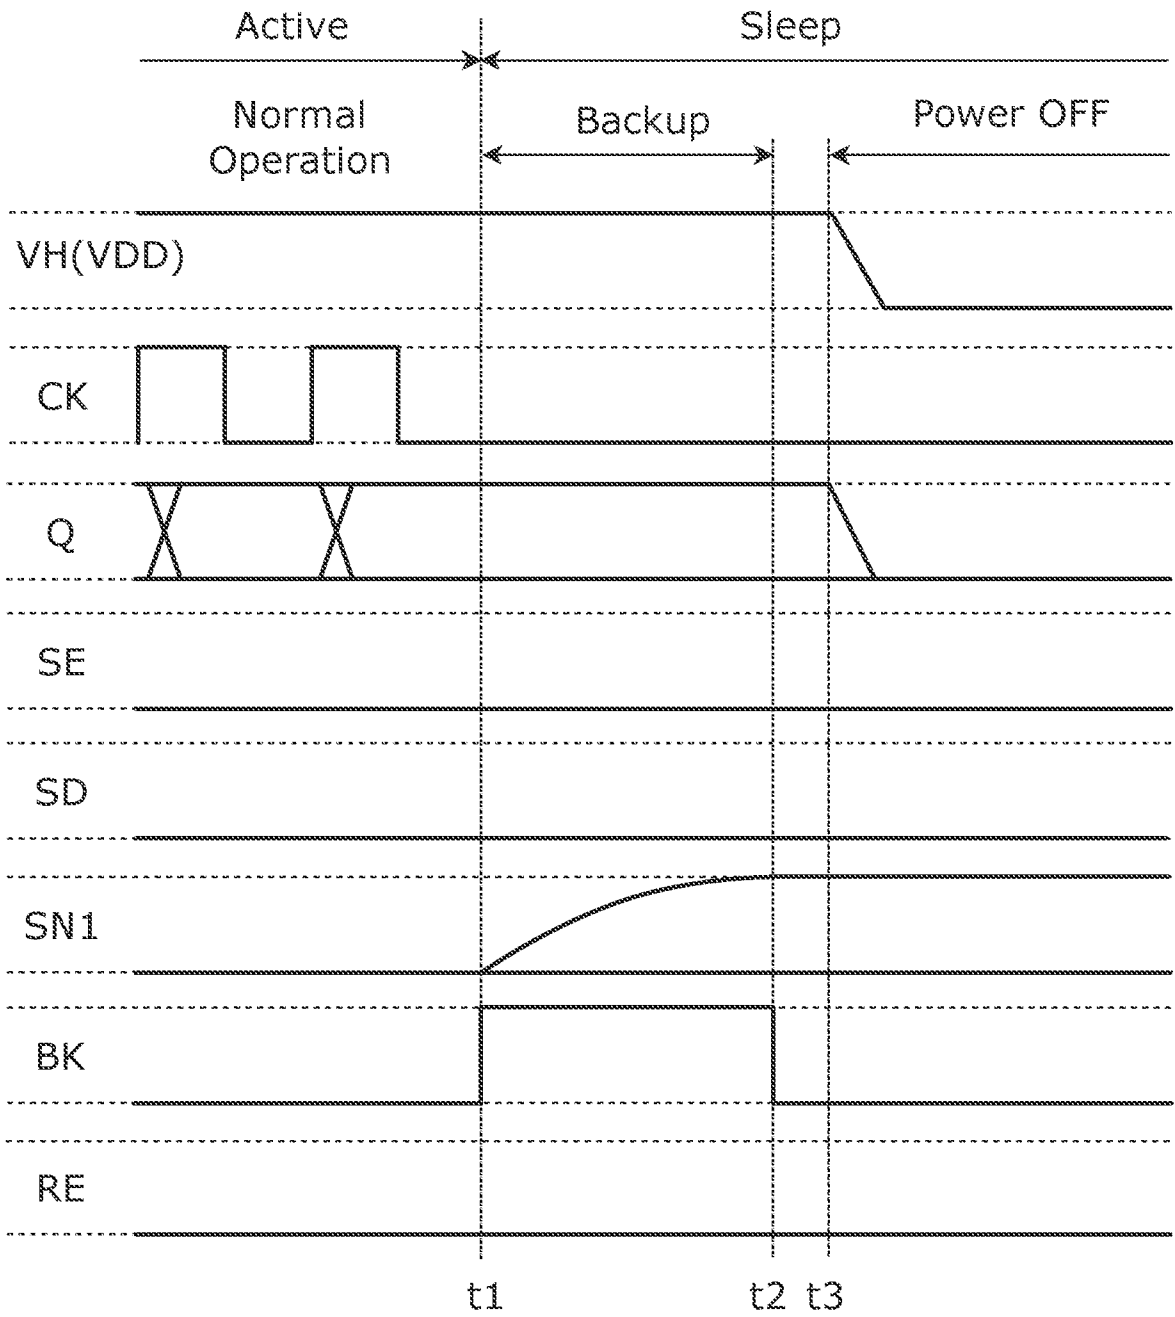 Active
Sleep
Normal
Operation
Backup
Power OFF
VH(VDD)
CK
Q
SE
SD
SN1
BK
RE
t1
t2
t3